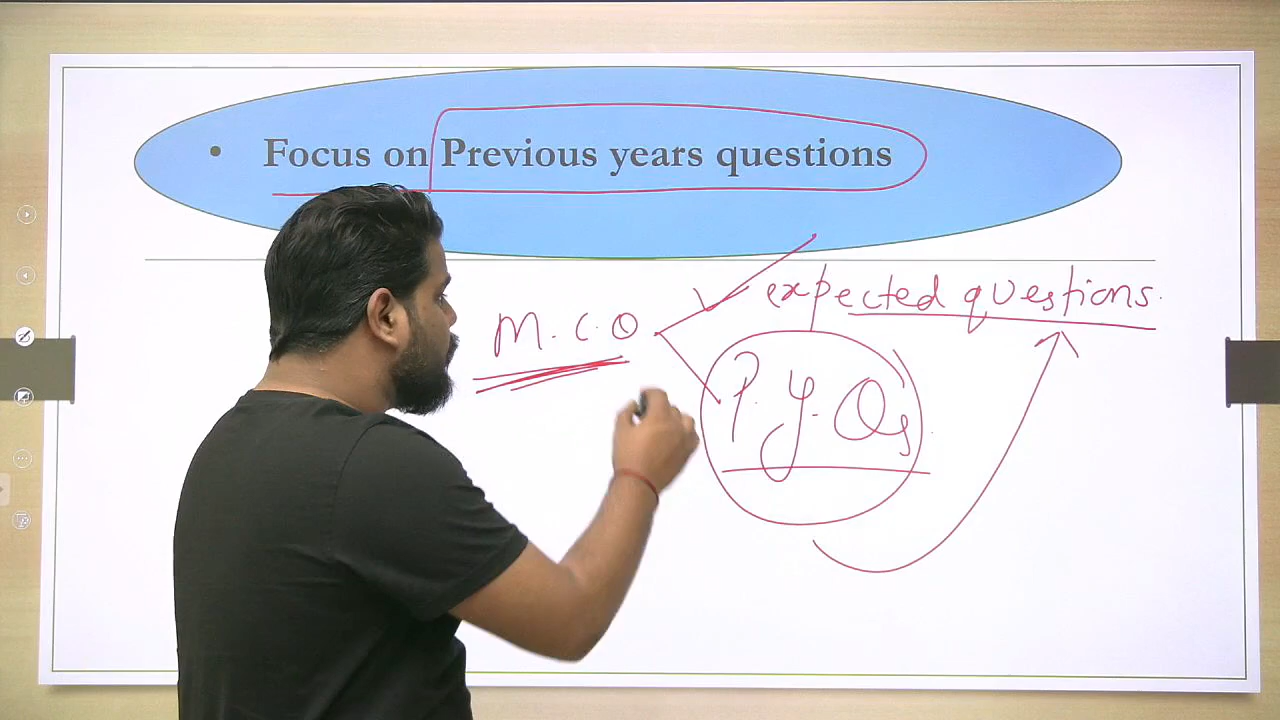 • Focus on Previous years questions
expected questions.
M.C.Q
P.Y.Qs